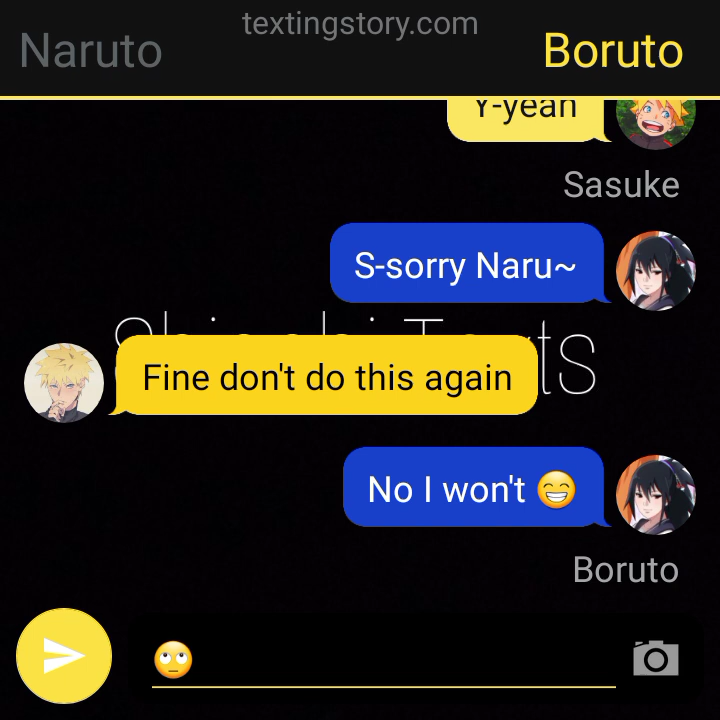 textingstory.com
Naruto
Boruto
Y-yeah
Sasuke
S-sorry Naru~
Fine don't do this again
No I won't 😁
Boruto
🙄